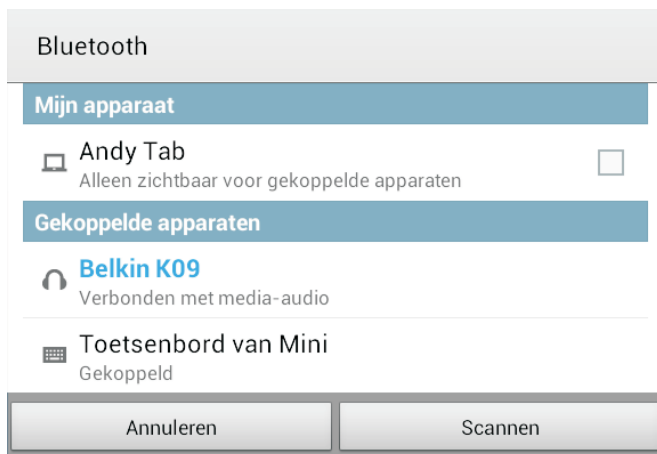 Bluetooth
Mijn apparaat
Andy Tab
Alleen zichtbaar voor gekoppelde apparaten
Gekoppelde apparaten
Belkin K09
Verbonden met media-audio
Toetsenbord van Mini
Gekoppeld
Annuleren Scannen